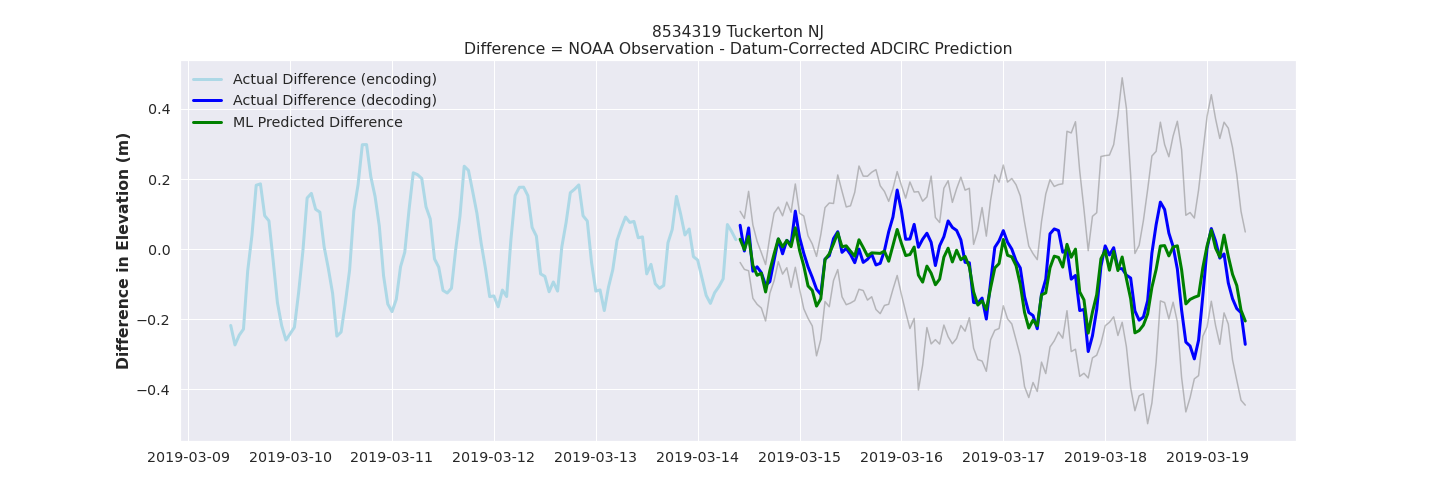 8534319 Tuckerton NJ
Difference = NOAA Observation - Datum-Corrected ADCIRC Prediction
Actual Difference (encoding)
Actual Difference (decoding)
ML Predicted Difference
Difference in Elevation (m)
0.4
0.2
0.0
−0.2
−0.4
2019-03-09 2019-03-10 2019-03-11 2019-03-12 2019-03-13 2019-03-14 2019-03-15 2019-03-16 2019-03-17 2019-03-18 2019-03-19